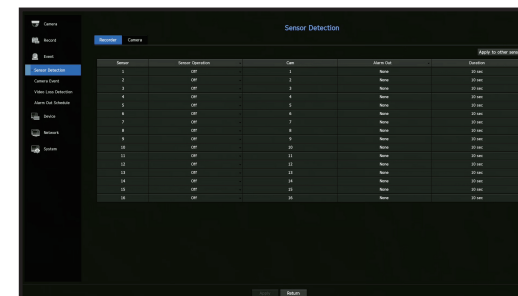 Sensor Detection
Camera
Record
Event
Sensor Detection
Camera Event
Video Loss Detection
Alarm Out Schedule
Device
Network
System
Recorder Camera
Apply to other sens
Sensor Sensor Operation Cam Alarm Out Duration
1 Off 1 None 10 sec
2 Off 2 None 10 sec
3 Off 3 None 10 sec
4 Off 4 None 10 sec
5 Off 5 None 10 sec
6 Off 6 None 10 sec
7 Off 7 None 10 sec
8 Off 8 None 10 sec
9 Off 9 None 10 sec
10 Off 10 None 10 sec
11 Off 11 None 10 sec
12 Off 12 None 10 sec
13 Off 13 None 10 sec
14 Off 14 None 10 sec
15 Off 15 None 10 sec
16 Off 16 None 10 sec
Return